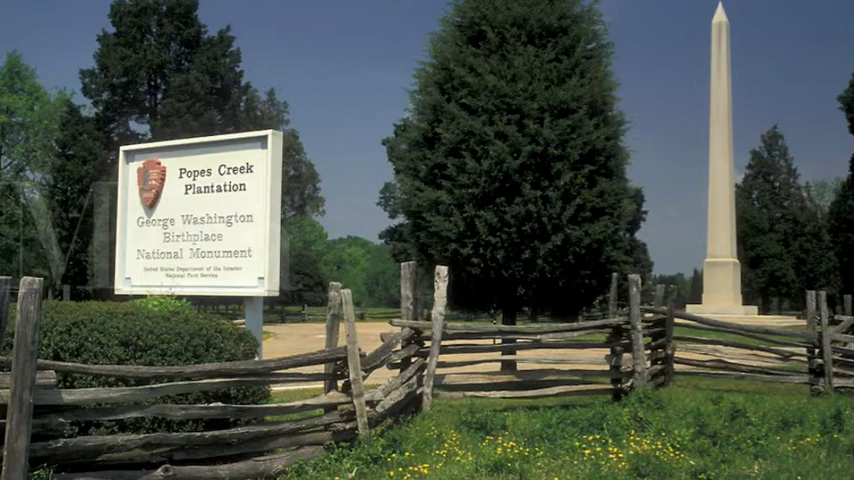 Popes Creek
Plantation
George Washington
Birthplace
National Monument
United States Department of the Interior
National Park Service